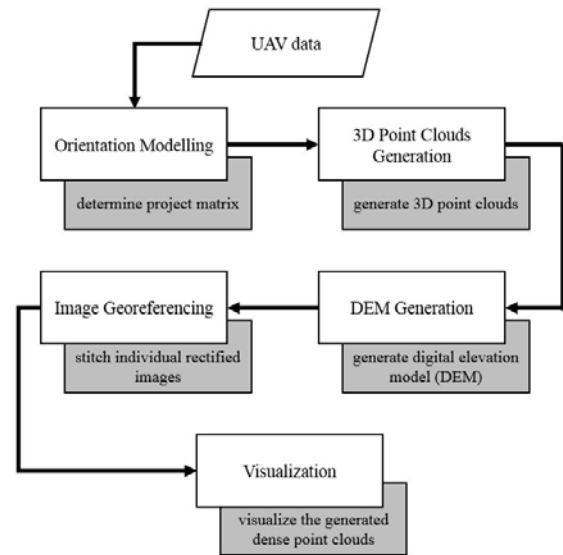 UAV data
Orientation Modelling
determine project matrix
3D Point Clouds
Generation
generate 3D point clouds
DEM Generation
generate digital elevation
model (DEM)
Image Georeferencing
stitch individual rectified
images
Visualization
visualize the generated
dense point clouds